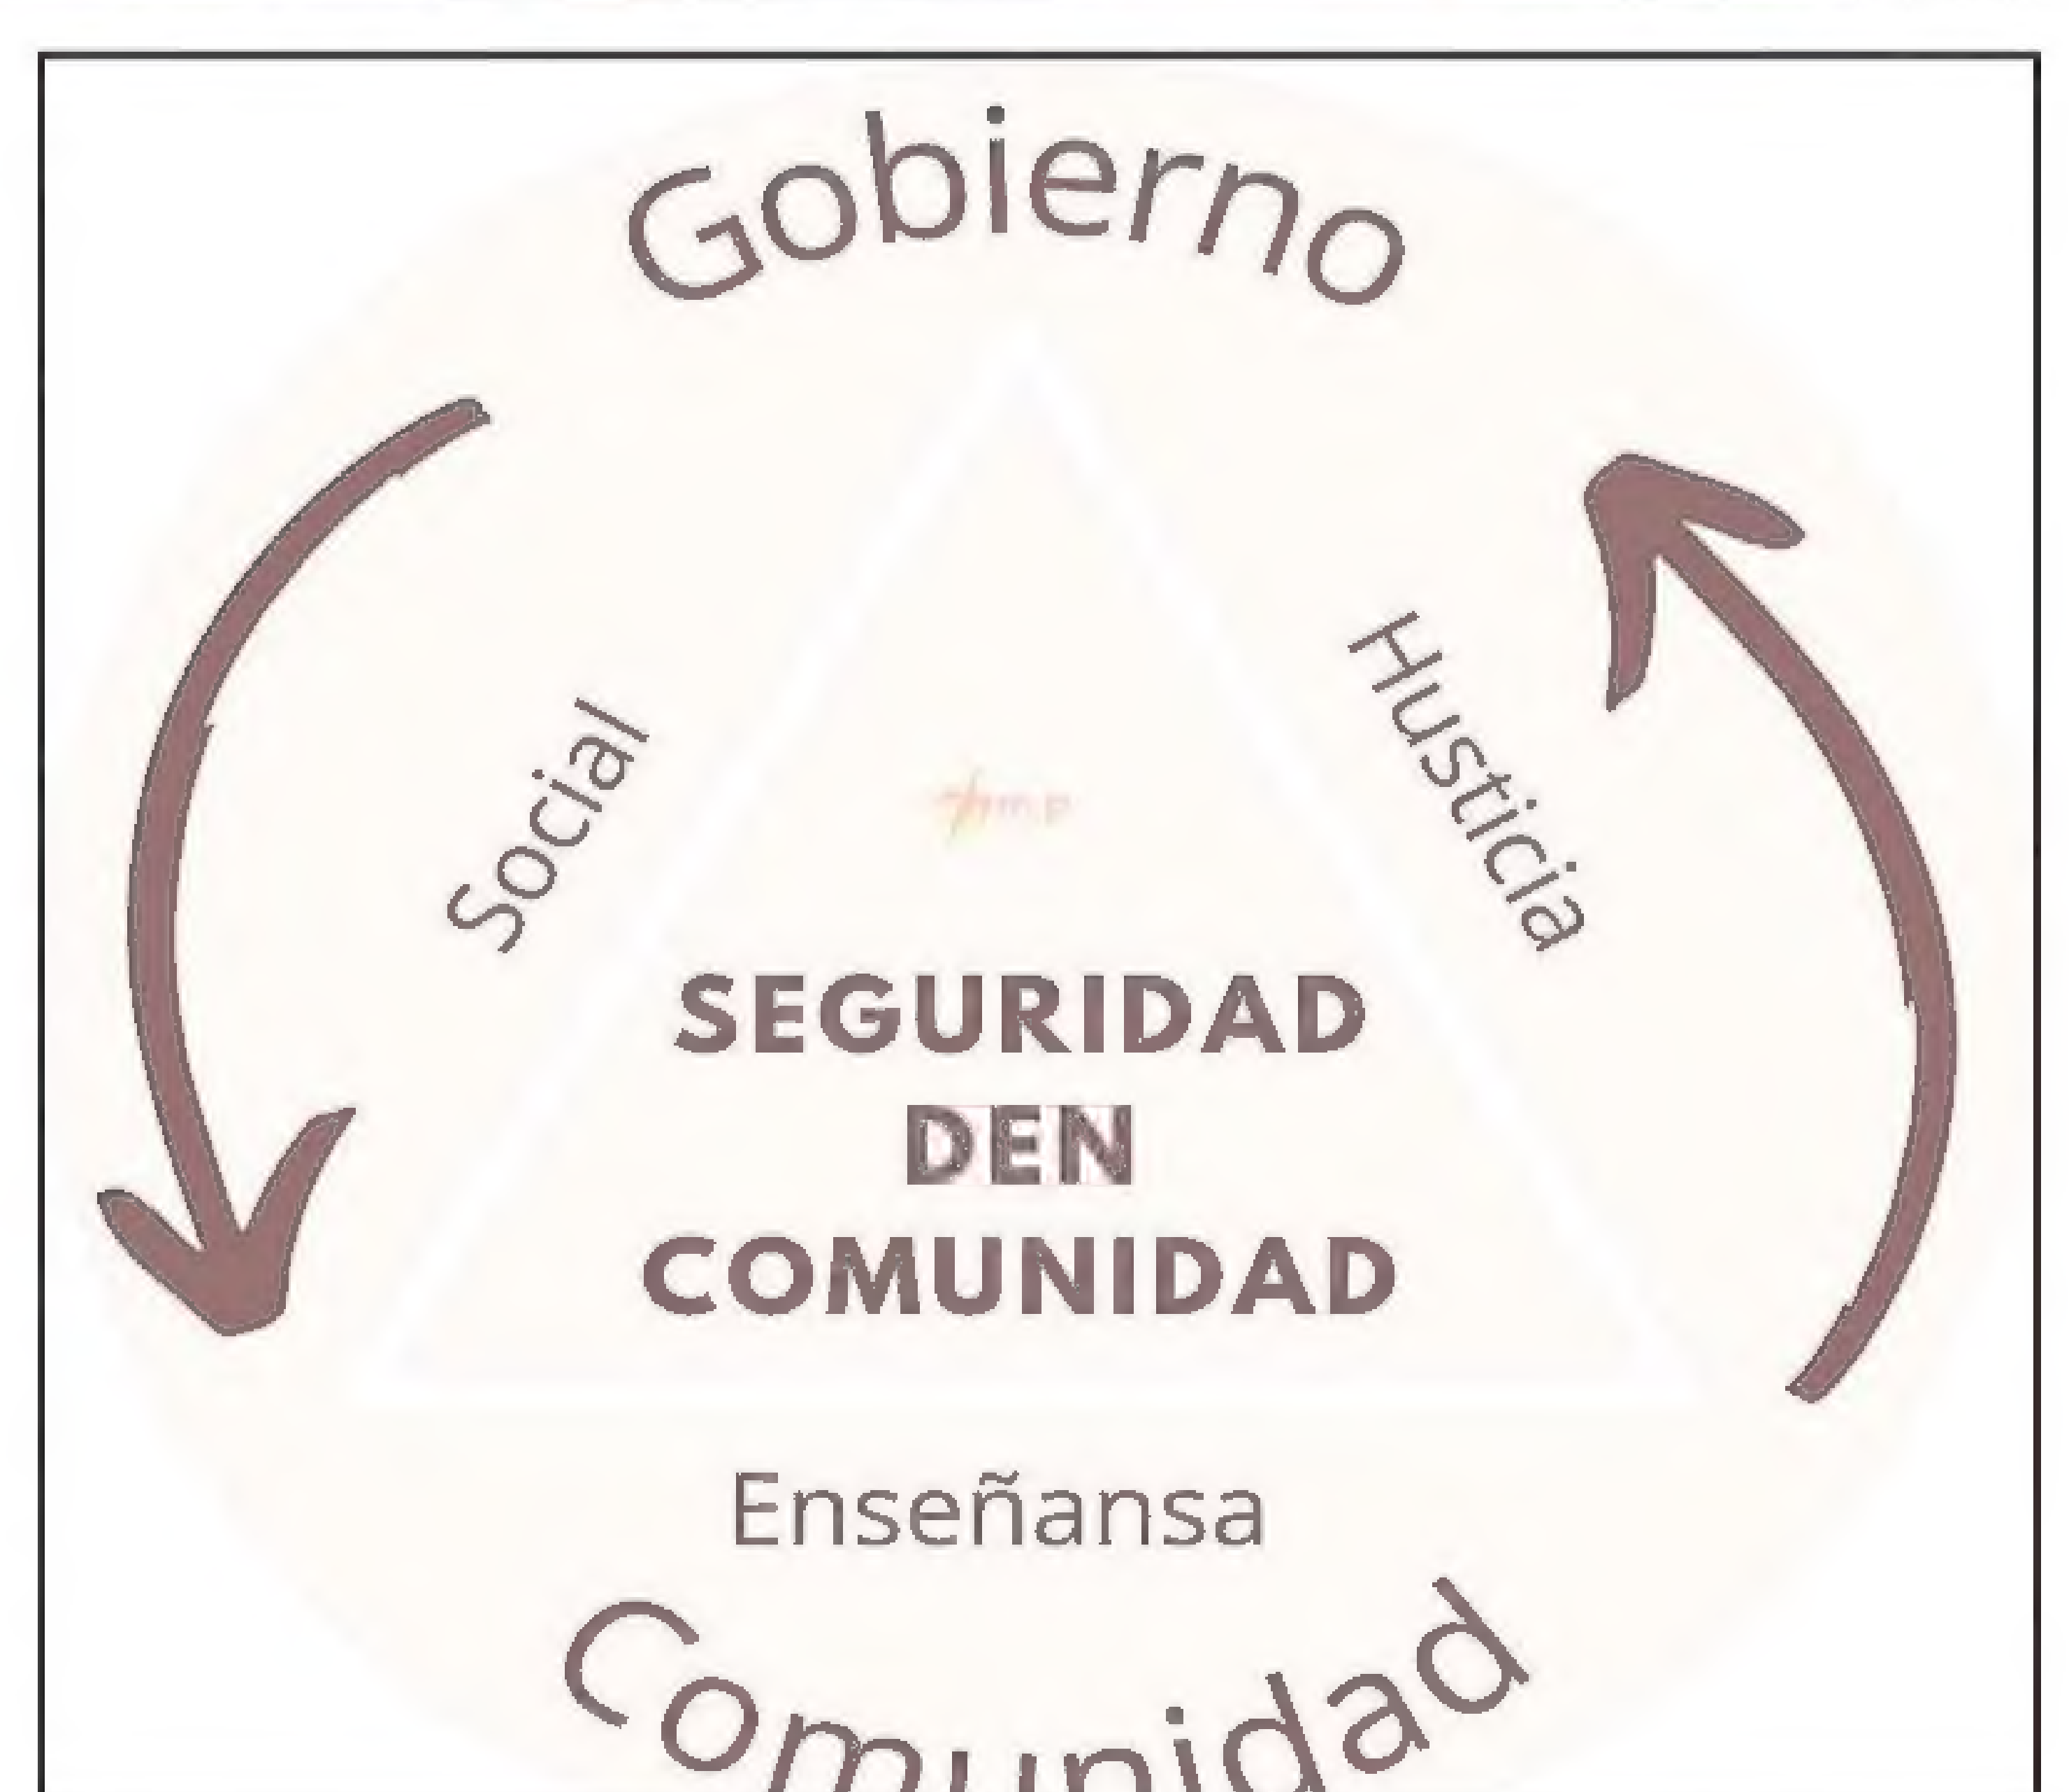 Gobierno
Social
Husticia
SEGURIDAD
DEN
COMUNIDAD
Enseñansa
Comunidad